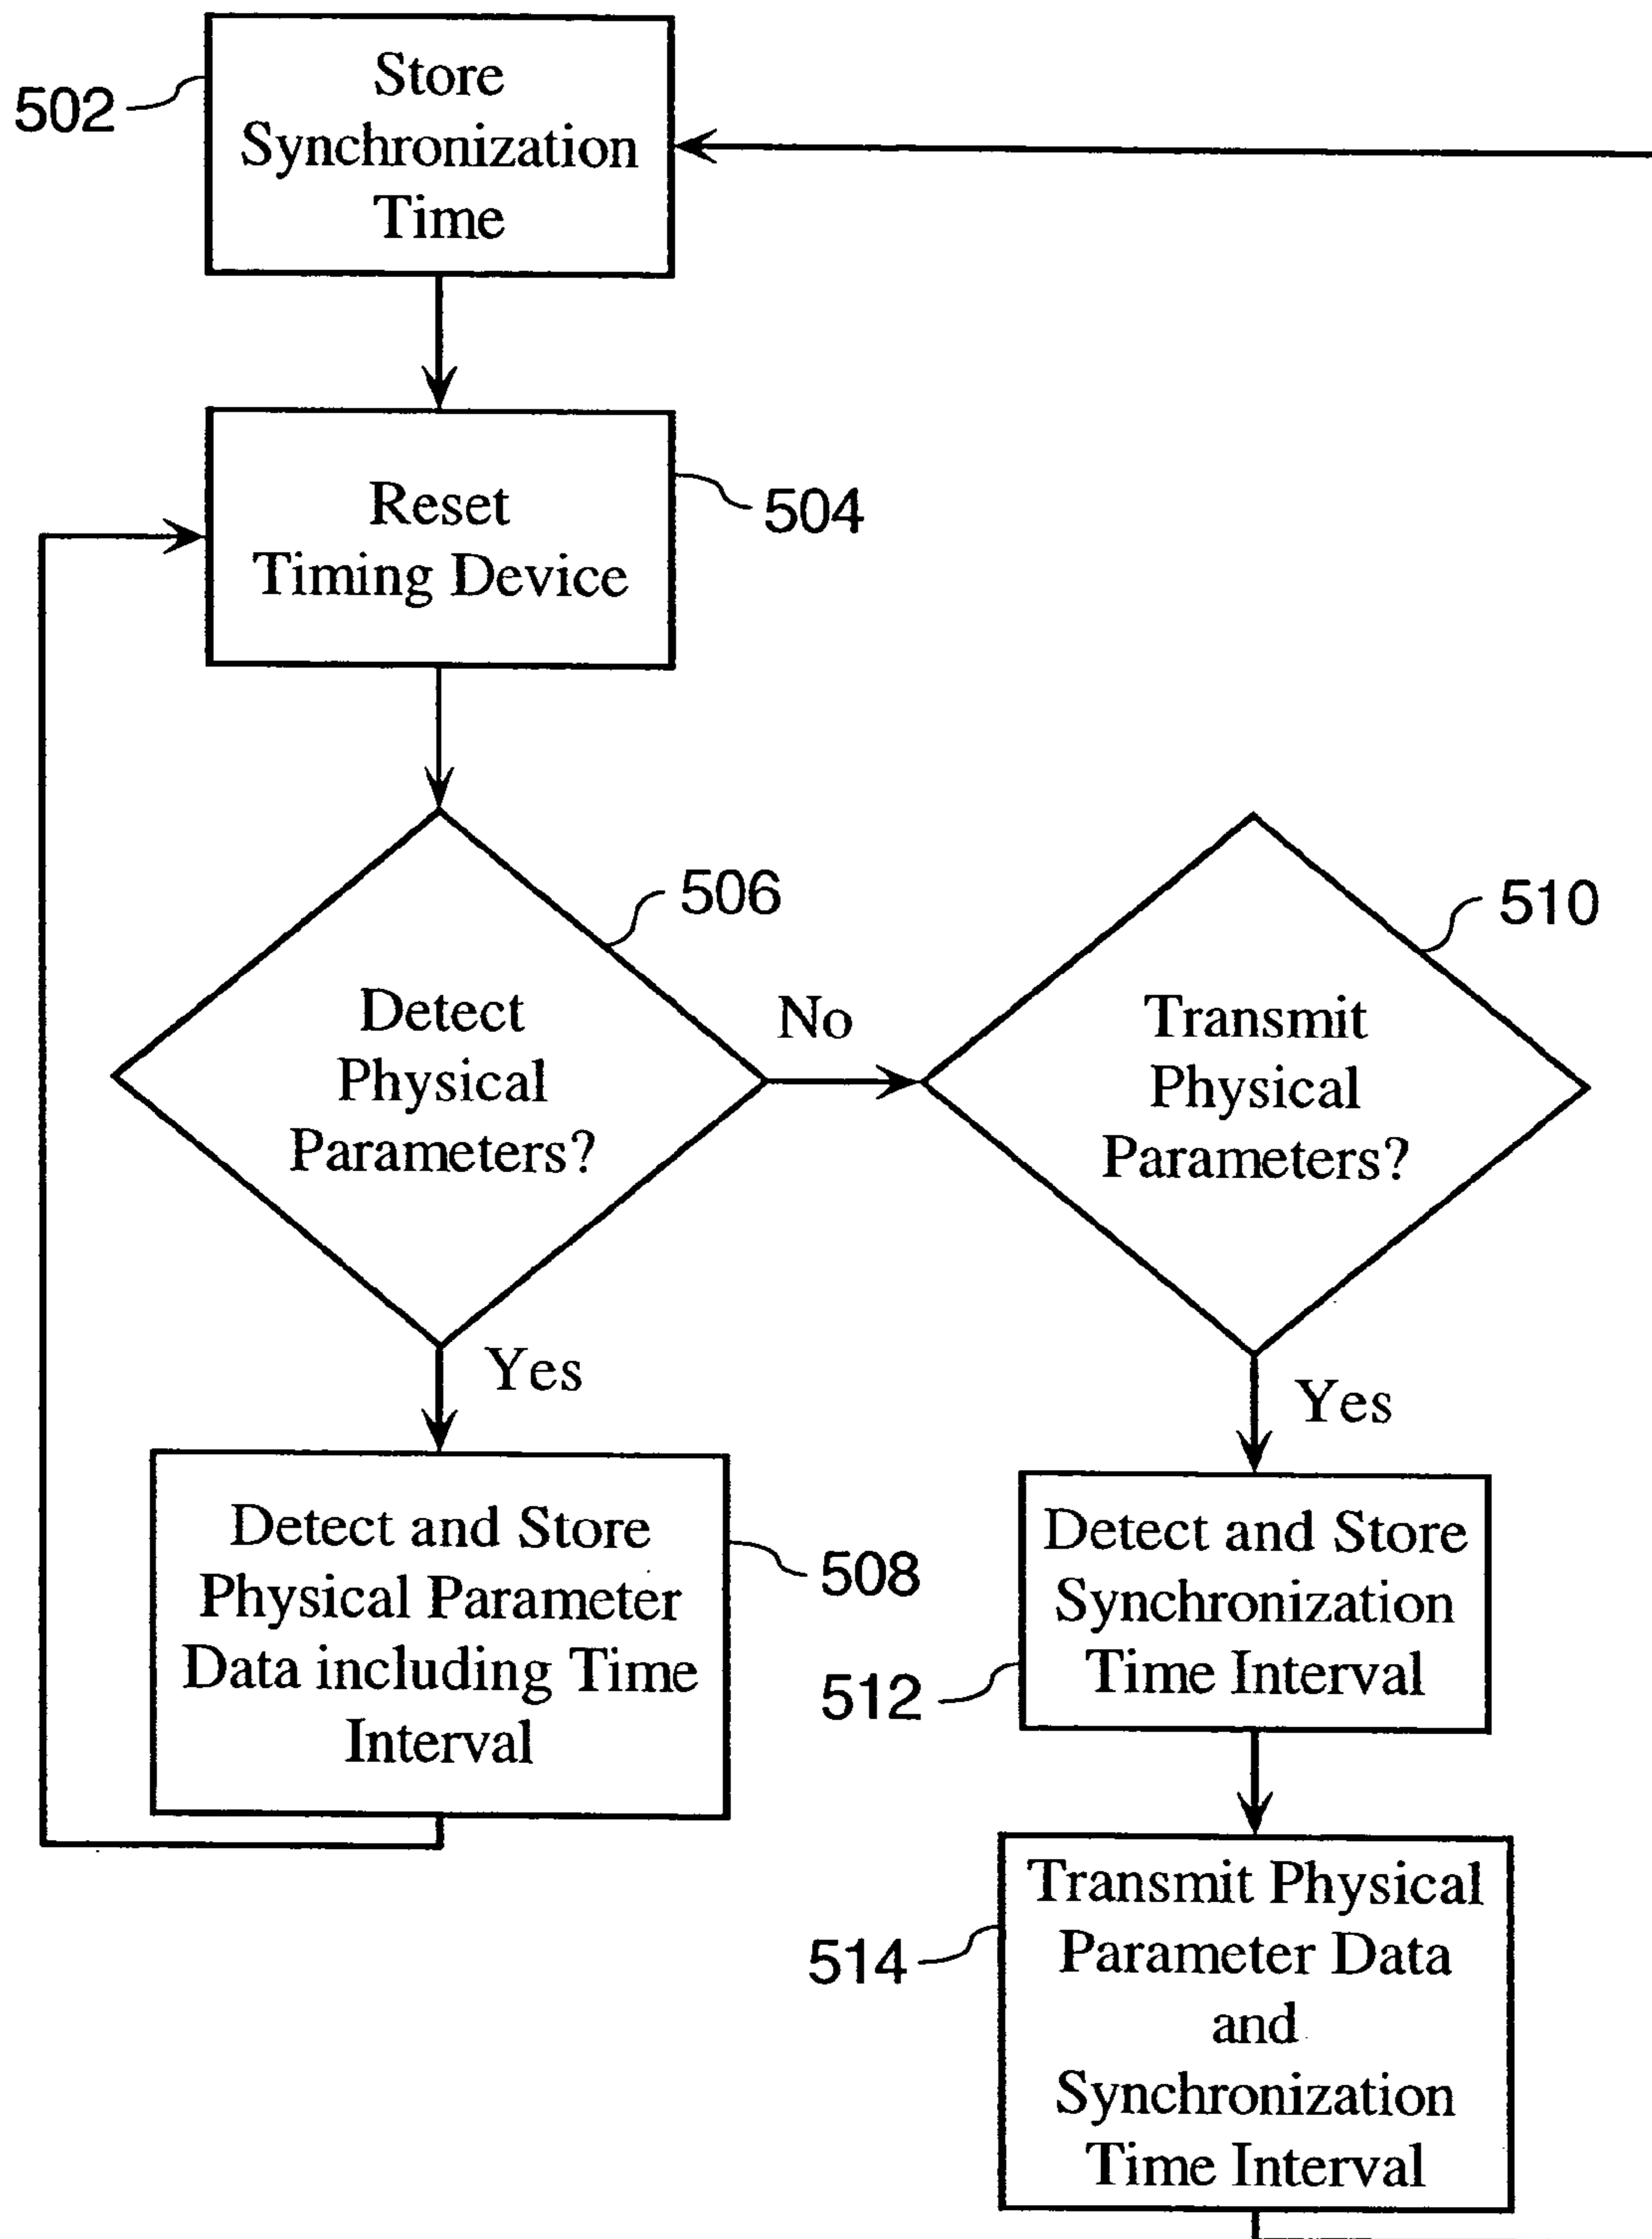 502
Store
Synchronization
Time
Reset
Timing Device
504
506
Detect
Physical
Parameters?
No
510
Transmit
Physical
Parameters?
Yes
Yes
Detect and Store
Physical Parameter
Data including Time
Interval
508
Detect and Store
Synchronization
Time Interval
512
Transmit Physical
Parameter Data
and
Synchronization
Time Interval
514